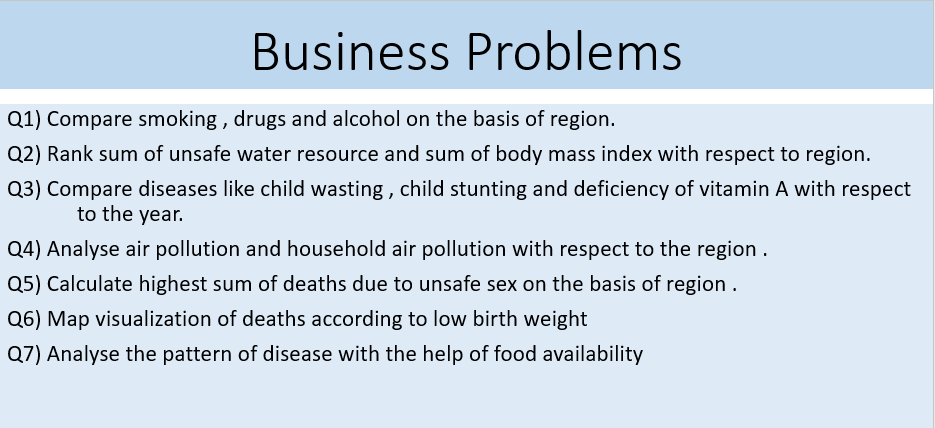 Business Problems
Q1) Compare smoking , drugs and alcohol on the basis of region.
Q2) Rank sum of unsafe water resource and sum of body mass index with respect to region.
Q3) Compare diseases like child wasting , child stunting and deficiency of vitamin A with respect
to the year.
Q4) Analyse air pollution and household air pollution with respect to the region .
Q5) Calculate highest sum of deaths due to unsafe sex on the basis of region .
Q6) Map visualization of deaths according to low birth weight
Q7) Analyse the pattern of disease with the help of food availability